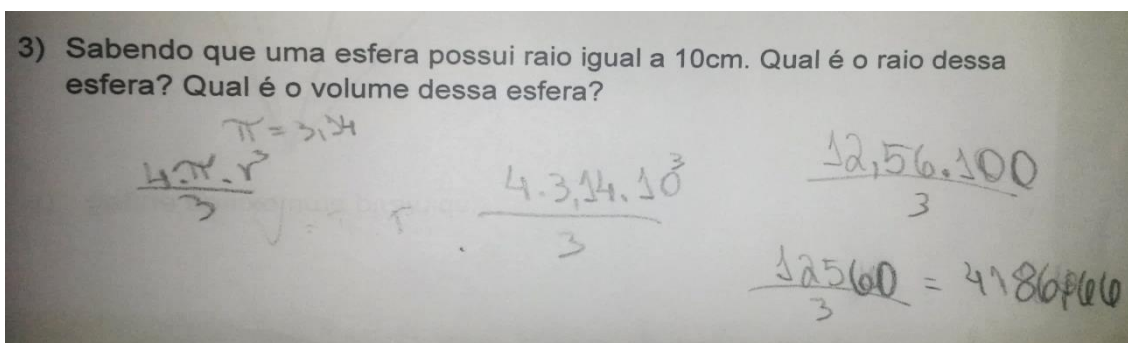 3) Sabendo que uma esfera possui raio igual a 10cm. Qual é o raio dessa
esfera? Qual é o volume dessa esfera?
π = 3,14
4.π.r³
3
4.3,14.10³
3
12,56.100
3
12560 = 4186,66
3